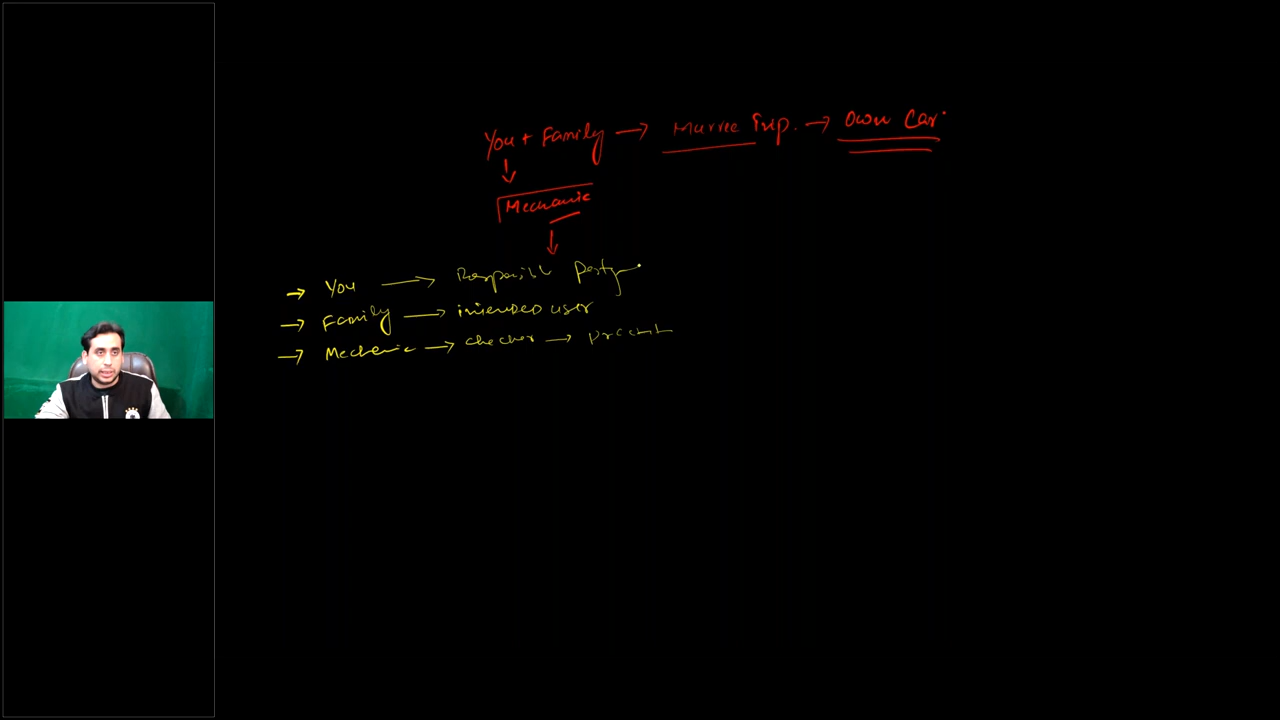 You + Family → Murree Trip. → Own Car.
↓
Mechanic
↓
→ You → Responsible Party
→ Family → intended user
→ Mechanic → checker →